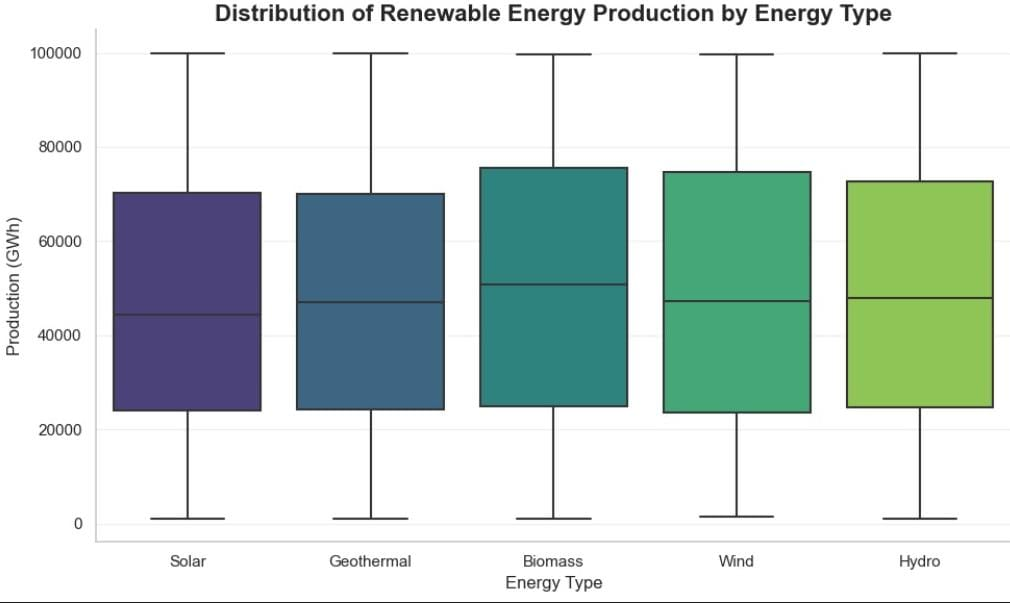 Distribution of Renewable Energy Production by Energy Type
100000
80000
60000
40000
20000
0
Production (GWh)
Solar Geothermal Biomass Wind Hydro
Energy Type